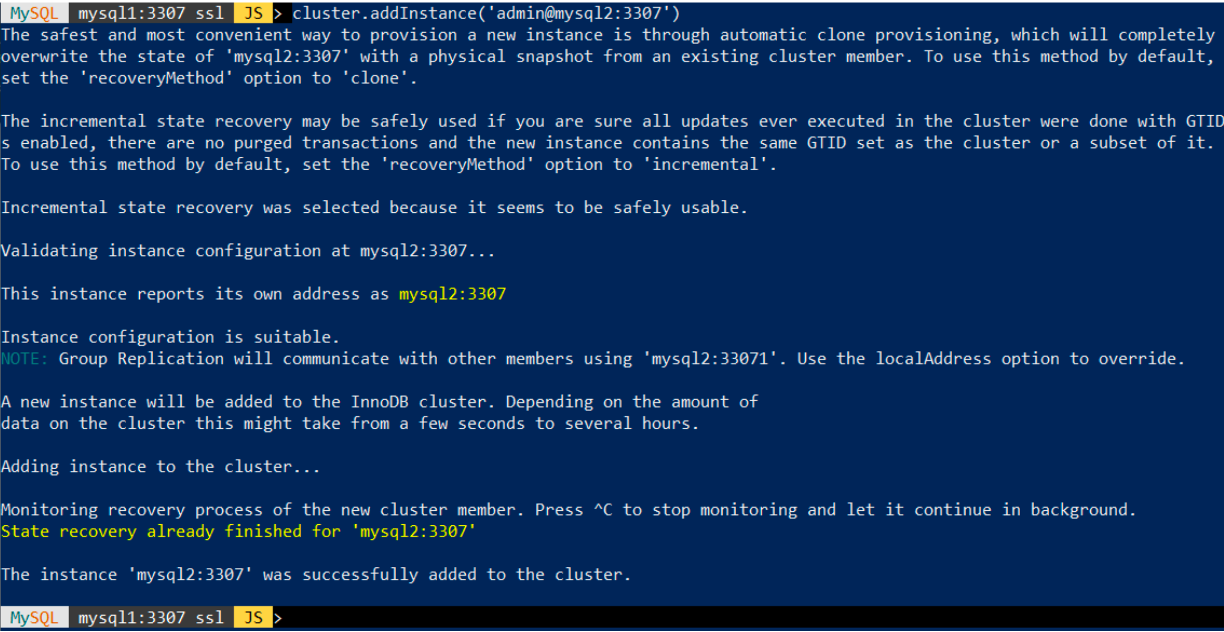 MySQL mysql1:3307 ssl JS > cluster.addInstance('admin@mysql2:3307')
The safest and most convenient way to provision a new instance is through automatic clone provisioning, which will completely
overwrite the state of 'mysql2:3307' with a physical snapshot from an existing cluster member. To use this method by default,
set the 'recoveryMethod' option to 'clone'.
The incremental state recovery may be safely used if you are sure all updates ever executed in the cluster were done with GTID
s enabled, there are no purged transactions and the new instance contains the same GTID set as the cluster or a subset of it.
To use this method by default, set the 'recoveryMethod' option to 'incremental'.
Incremental state recovery was selected because it seems to be safely usable.
Validating instance configuration at mysql2:3307...
This instance reports its own address as mysql2:3307
Instance configuration is suitable.
NOTE: Group Replication will communicate with other members using 'mysql2:33071'. Use the localAddress option to override.
A new instance will be added to the InnoDB cluster. Depending on the amount of
data on the cluster this might take from a few seconds to several hours.
Adding instance to the cluster...
Monitoring recovery process of the new cluster member. Press ^C to stop monitoring and let it continue in background.
State recovery already finished for 'mysql2:3307'
The instance 'mysql2:3307' was successfully added to the cluster.
MySQL mysql1:3307 ssl JS >